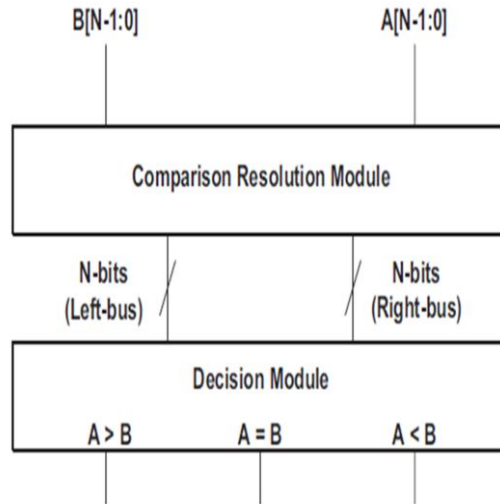 B[N-1:0] A[N-1:0]
Comparison Resolution Module
N-bits N-bits
(Left-bus) (Right-bus)
Decision Module
A > B A = B A < B